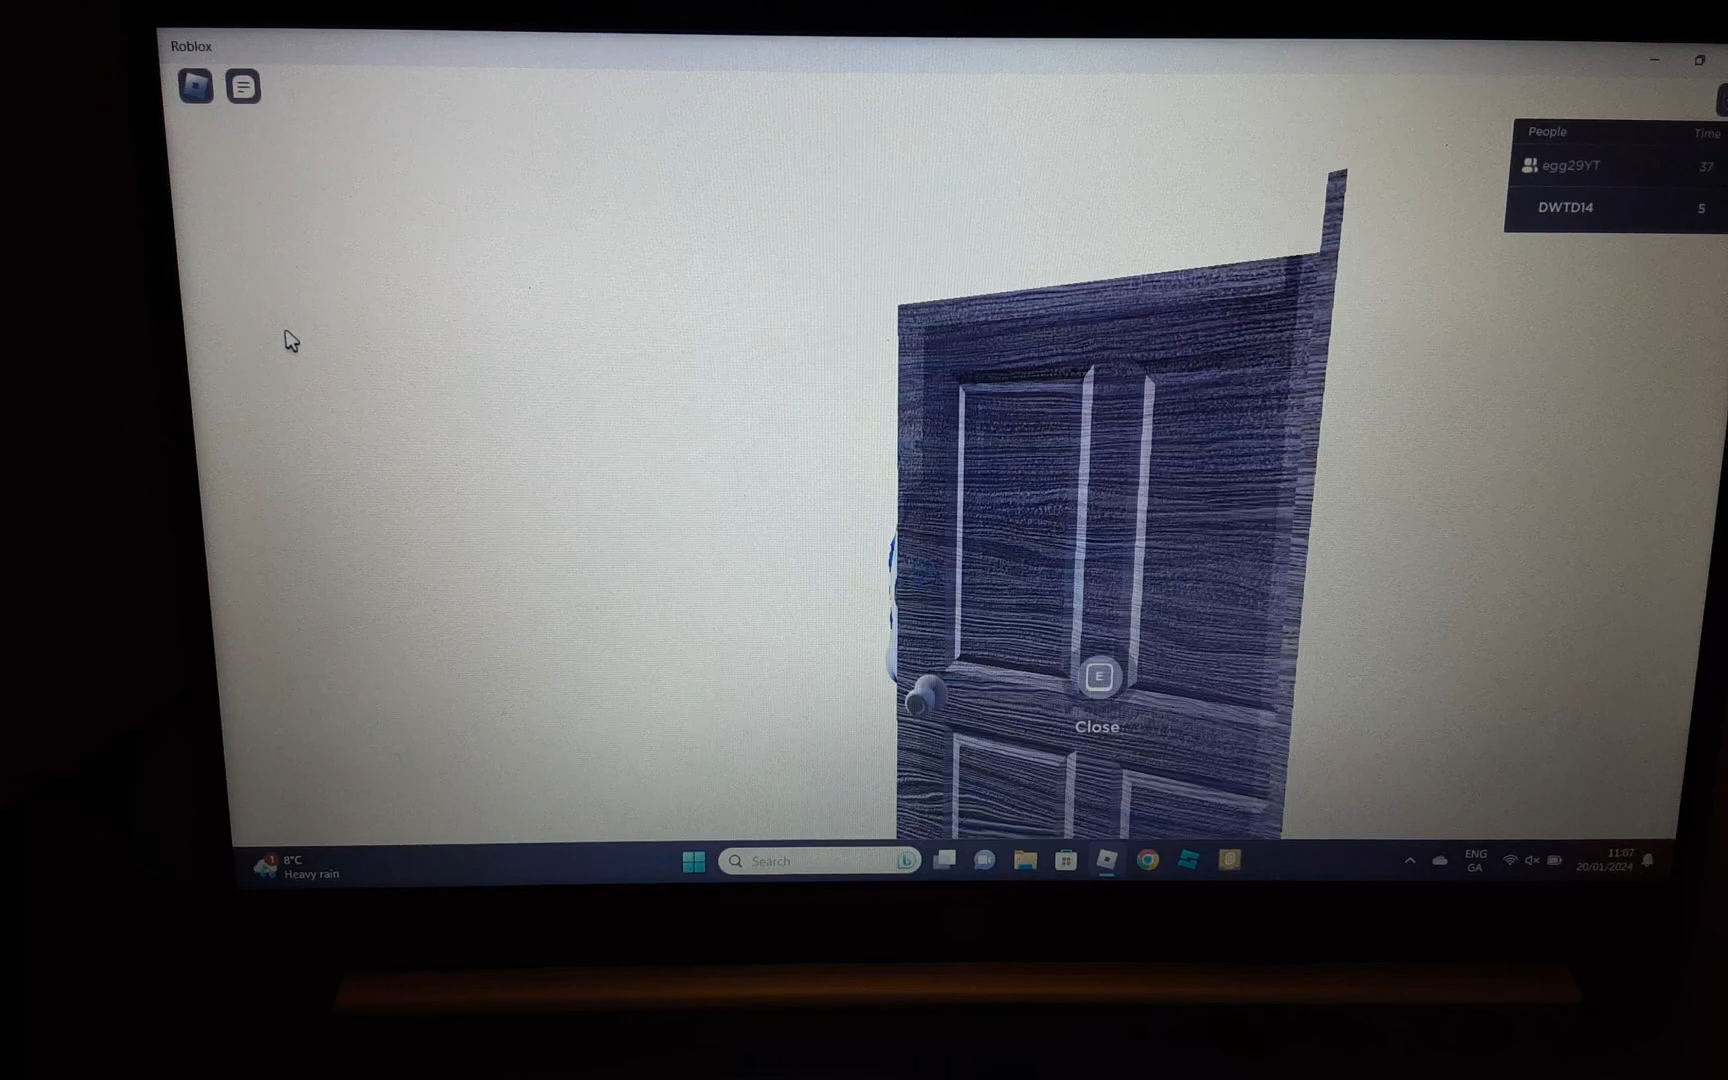 Roblox
People Time
egg29YT 37
DWTD14 5
E
Close
1
8°C
Heavy rain
Search
ENG
GA
11:07
20/01/2024